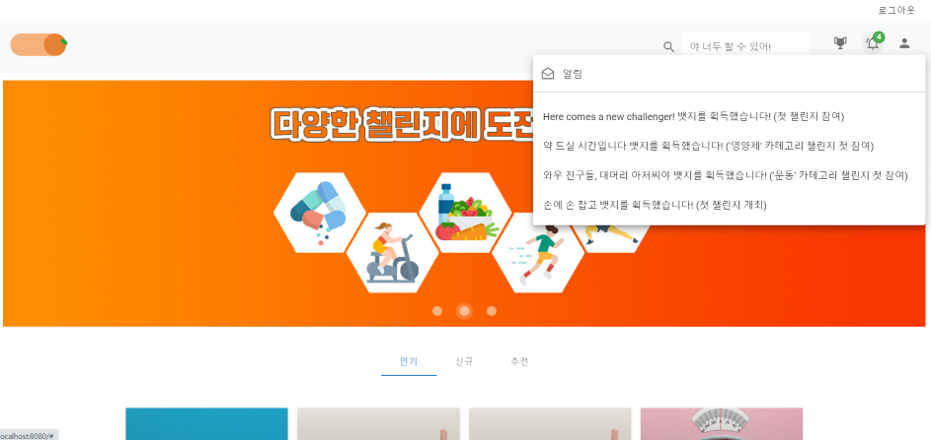 로그아웃
야 너두 할 수 있어!
4
알림
Here comes a new challenger! 뱃지를 획득했습니다! (첫 챌린지 참여)
약 드실 시간입니다 뱃지를 획득했습니다! ('영양제' 카테고리 챌린지 첫 참여)
와우 친구들, 대머리 아저씨야 뱃지를 획득했습니다! ('운동' 카테고리 챌린지 첫 참여)
손에 손 잡고 뱃지를 획득했습니다! (첫 챌린지 개최)
다양한 챌린지에 도전
인기 신규 추천
ocalhost:8080/#